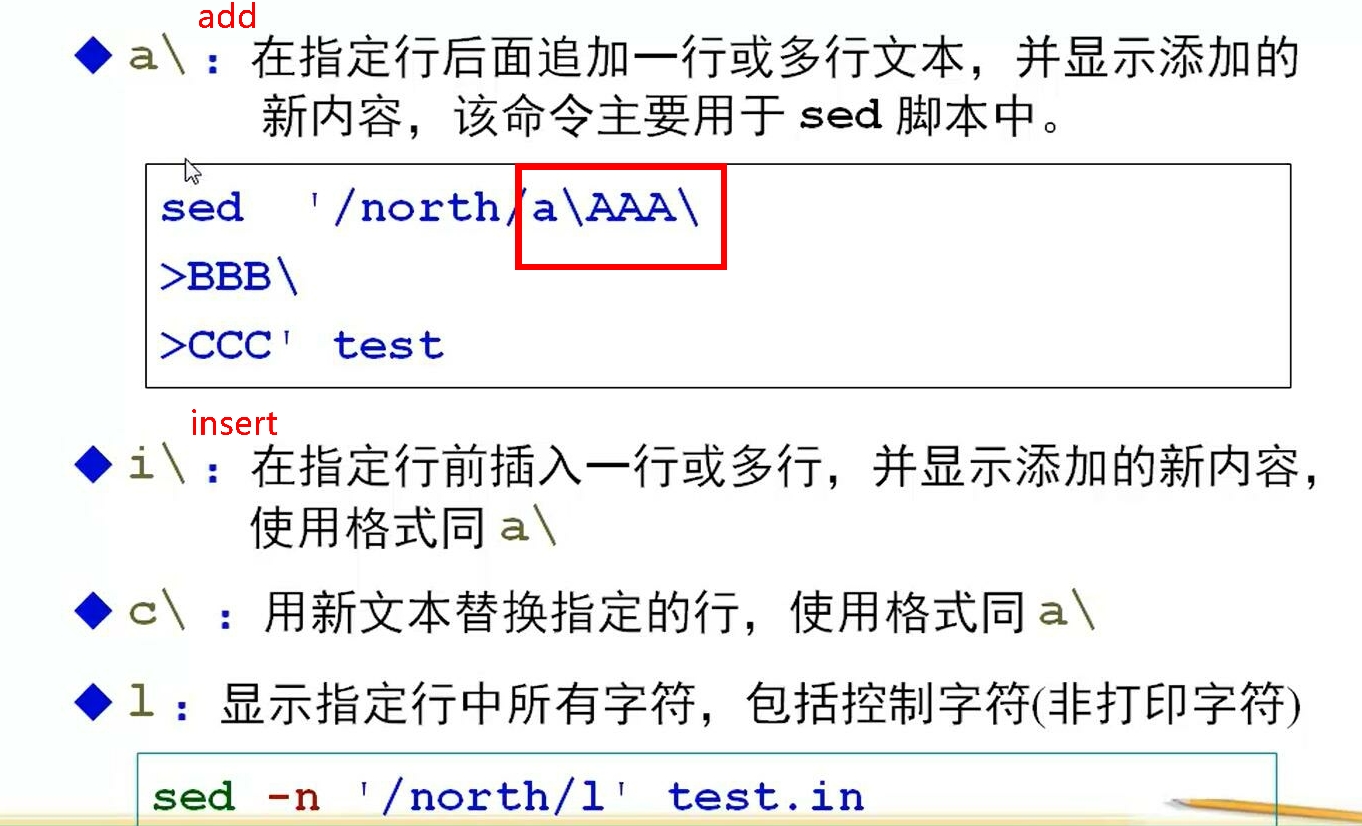 add
◆ a\ ：在指定行后面追加一行或多行文本，并显示添加的
新内容，该命令主要用于 sed 脚本中。
sed '/north/a\AAA\
>BBB\
>CCC' test
insert
◆ i\ ：在指定行前插入一行或多行，并显示添加的新内容，
使用格式同 a\
◆ c\ ：用新文本替换指定的行，使用格式同 a\
◆ l ：显示指定行中所有字符，包括控制字符(非打印字符)
sed -n '/north/l' test.in